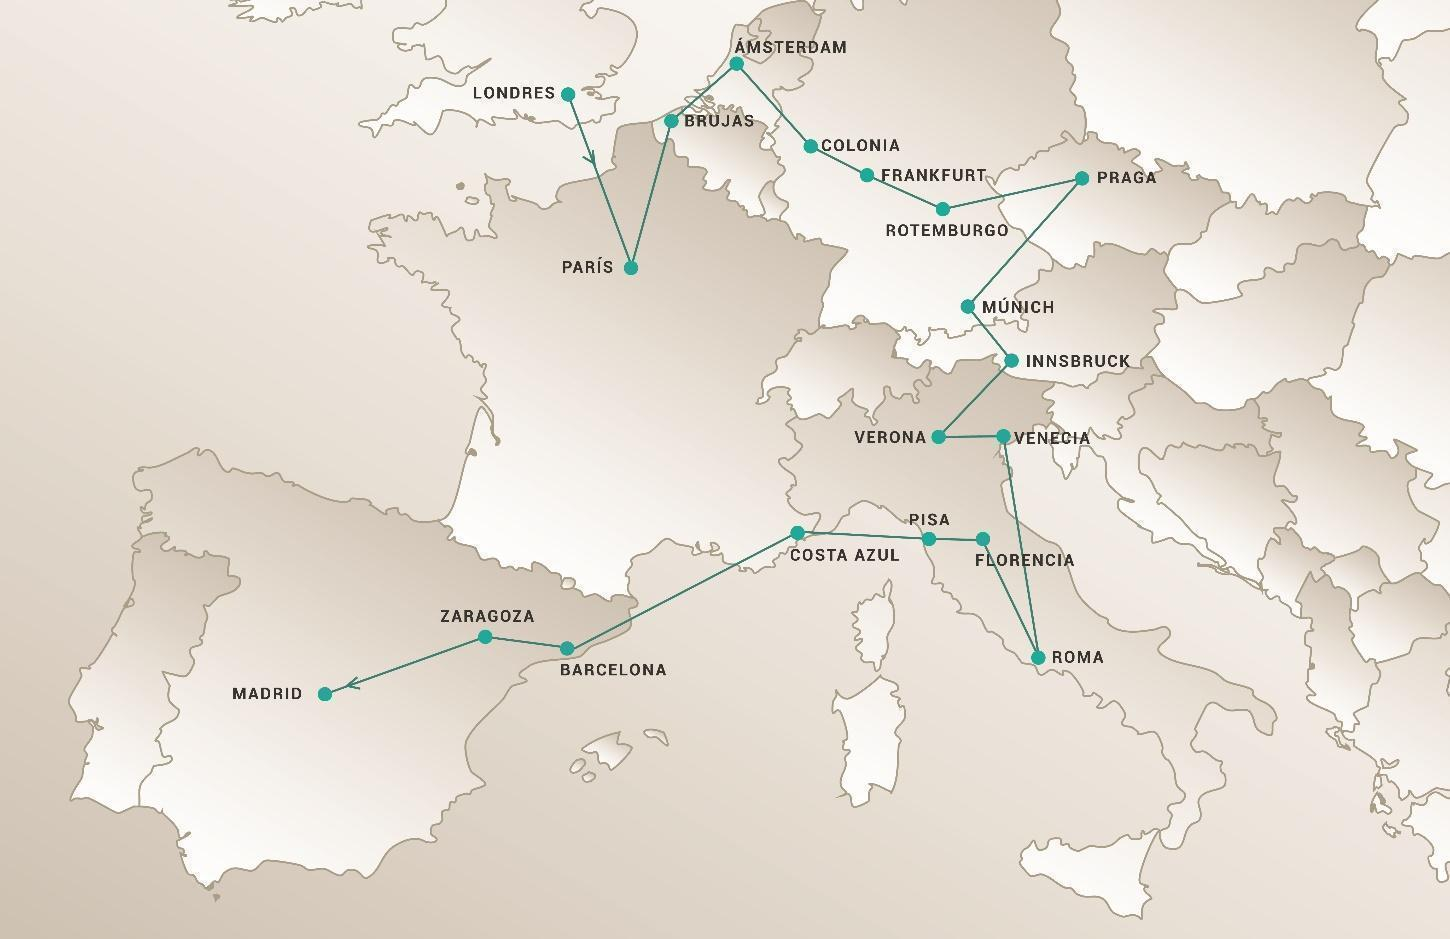 ÁMSTERDAM
LONDRES
BRUJAS
COLONIA
FRANKFURT
PRAGA
ROTEMBURGO
PARÍS
MÚNICH
INNSBRUCK
VERONA
VENECIA
PISA
COSTA AZUL
FLORENCIA
ZARAGOZA
ROMA
BARCELONA
MADRID